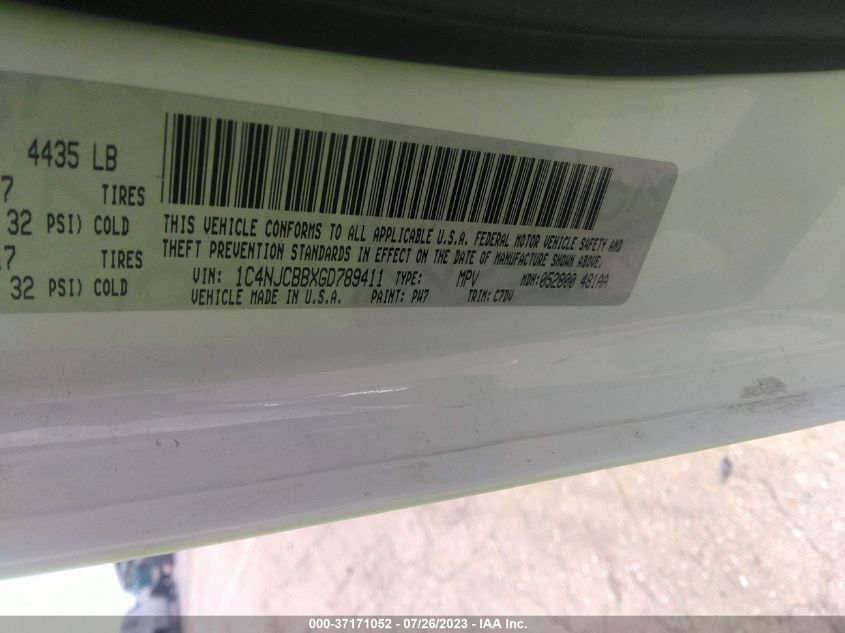 4435 LB
7 TIRES
32 PSI) COLD
17 TIRES
32 PSI) COLD
THIS VEHICLE CONFORMS TO ALL APPLICABLE U.S.A. FEDERAL MOTOR VEHICLE SAFETY AND
THEFT PREVENTION STANDARDS IN EFFECT ON THE DATE OF MANUFACTURE SHOWN ABOVE.
VIN: 1C4NJCBBXGD789411 TYPE: MPV MDH:052800 481AA
VEHICLE MADE IN U.S.A. PAINT: PW7 TRIM: C7DV
000-37171052 - 07/26/2023 - IAA Inc.